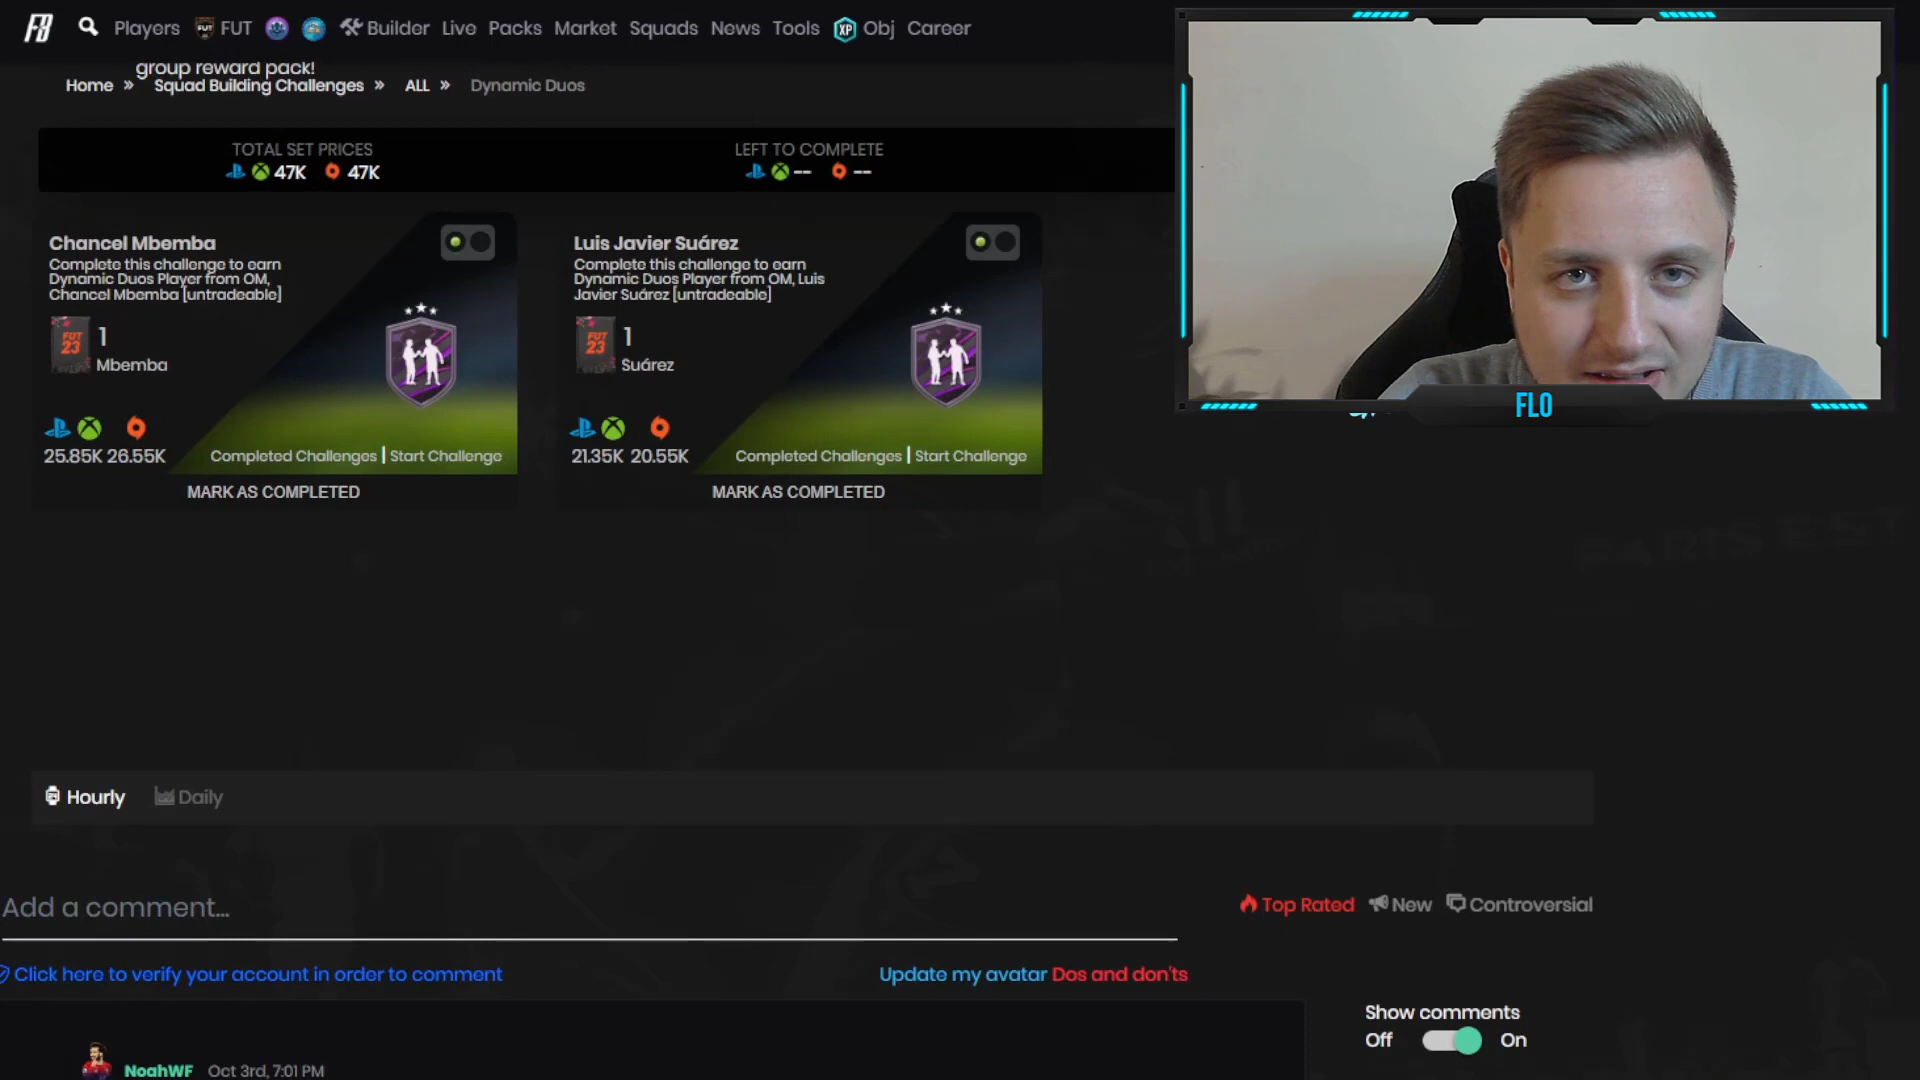 Players FUT Builder Live Packs Market Squads News Tools XP Obj Career
group reward pack!
Home » Squad Building Challenges » ALL » Dynamic Duos
TOTAL SET PRICES
47K 47K
LEFT TO COMPLETE
-- --
Chancel Mbemba
Complete this challenge to earn
Dynamic Duos Player from OM,
Chancel Mbemba [untradeable]
FUT
23
1
Mbemba
25.85K 26.55K
Completed Challenges | Start Challenge
MARK AS COMPLETED
Luis Javier Suárez
Complete this challenge to earn
Dynamic Duos Player from OM, Luis
Javier Suárez [untradeable]
FUT
23
1
Suárez
21.35K 20.55K
Completed Challenges | Start Challenge
MARK AS COMPLETED
FLO
Hourly Daily
Add a comment...
Top Rated New Controversial
Click here to verify your account in order to comment
Update my avatar Dos and don'ts
Show comments
Off On
NoahWF Oct 3rd, 7:01 PM